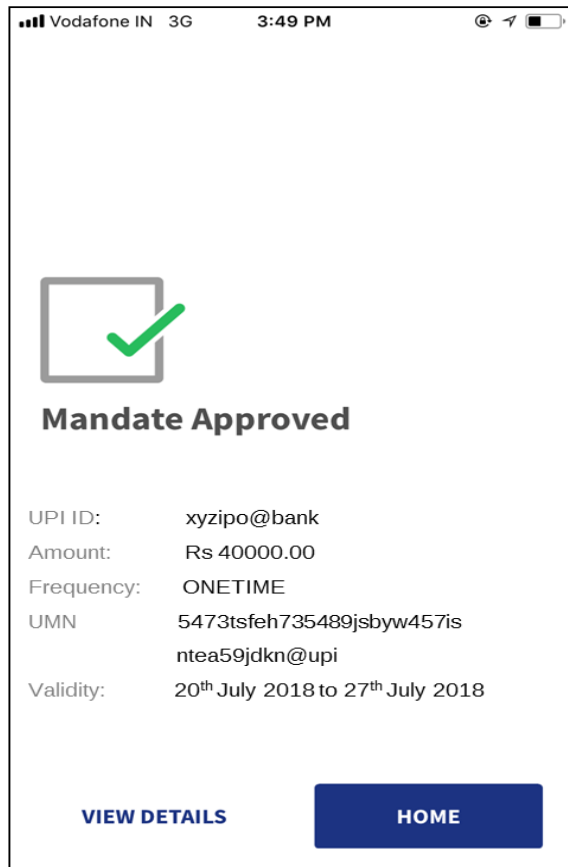 Vodafone IN 3G 3:49 PM
Mandate Approved
UPI ID: xyzipo@bank
Amount: Rs 40000.00
Frequency: ONETIME
UMN 5473tsfeh735489jsbyw457is
ntea59jdkn@upi
Validity: 20th July 2018 to 27th July 2018
VIEW DETAILS HOME